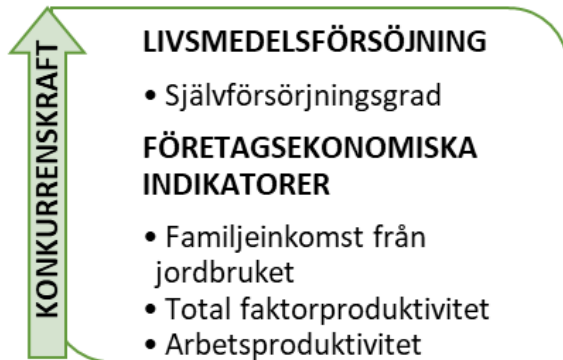 KONKURRENSKRAFT
LIVSMEDELSFÖRSÖJNING
• Självförsörjningsgrad
FÖRETAGSEKONOMISKA
INDIKATORER
• Familjeinkomst från
jordbruket
• Total faktorproduktivitet
• Arbetsproduktivitet